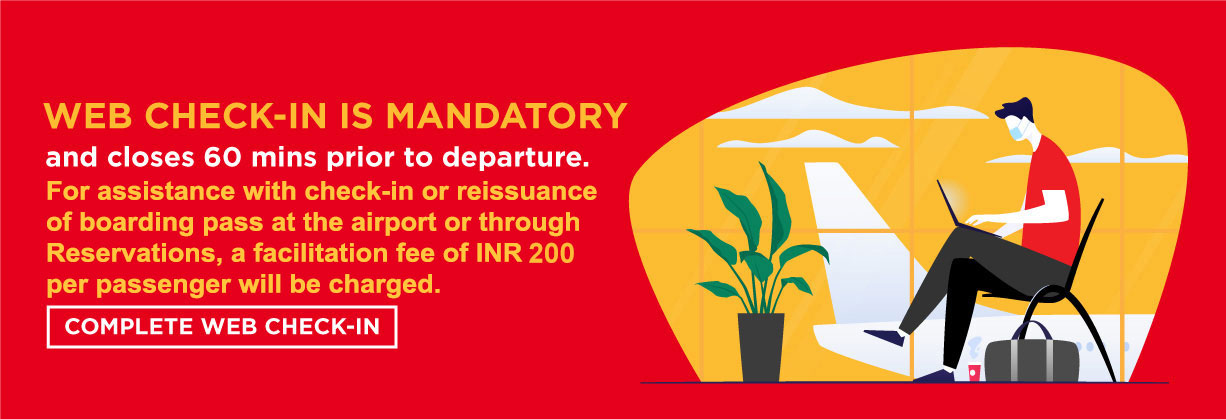 WEB CHECK-IN IS MANDATORY
and closes 60 mins prior to departure.
For assistance with check-in or reissuance
of boarding pass at the airport or through
Reservations, a facilitation fee of INR 200
per passenger will be charged.
COMPLETE WEB CHECK-IN